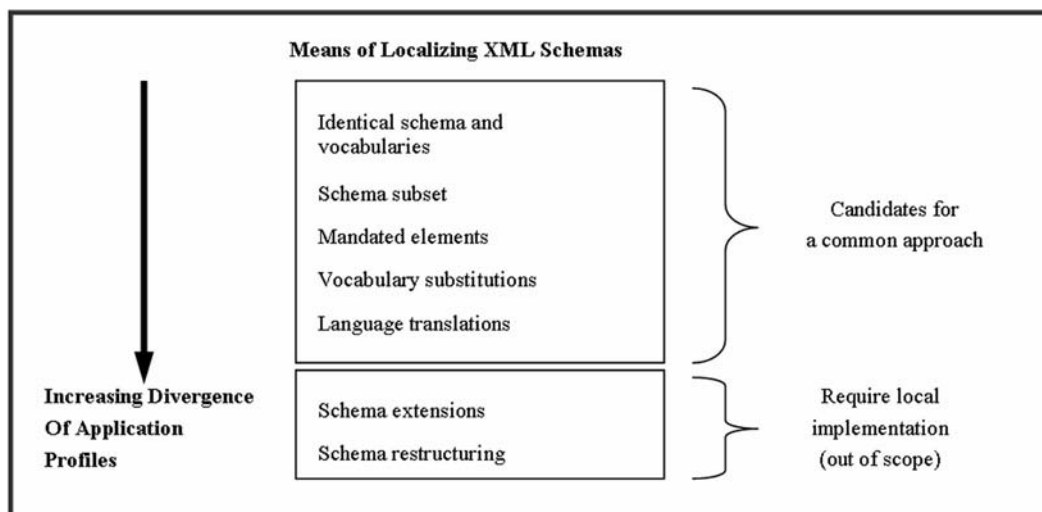 Means of Localizing XML Schemas
Identical schema and
vocabularies
Schema subset
Mandated elements
Vocabulary substitutions
Language translations
Candidates for
a common approach
Increasing Divergence
Of Application
Profiles
Schema extensions
Schema restructuring
Require local
implementation
(out of scope)